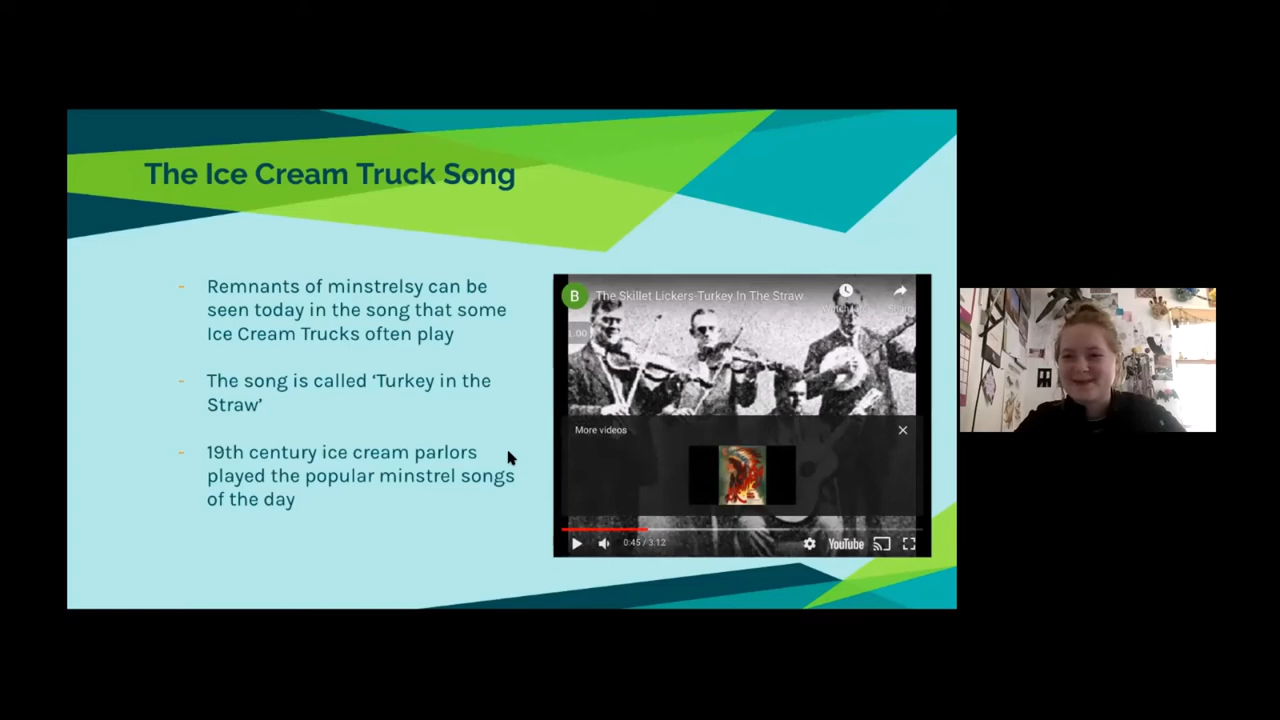 The Ice Cream Truck Song
- Remnants of minstrelsy can be
seen today in the song that some
Ice Cream Trucks often play
- The song is called ‘Turkey in the
Straw’
- 19th century ice cream parlors
played the popular minstrel songs
of the day
B
The Skillet Lickers-Turkey In The Straw
1.00
More videos
0:45 / 3:12
YouTube